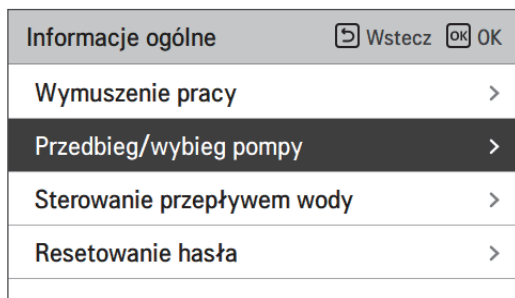 Informacje ogólne Wstecz OK OK
Wymuszenie pracy
Przedbieg/wybieg pompy
Sterowanie przepływem wody
Resetowanie hasła